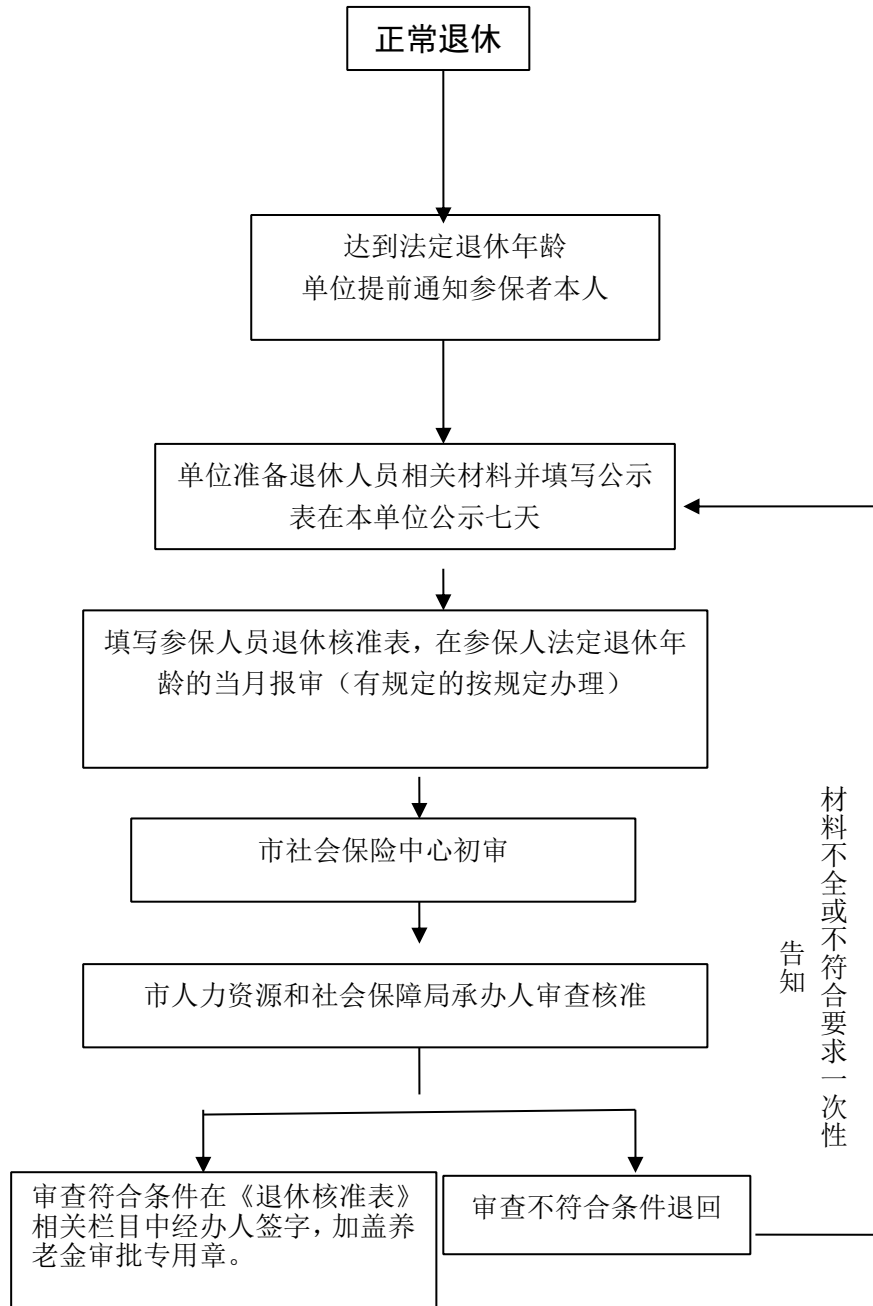 正常退休
达到法定退休年龄
单位提前通知参保者本人
单位准备退休人员相关材料并填写公示
表在本单位公示七天
填写参保人员退休核准表，在参保人法定退休年
龄的当月报审（有规定的按规定办理）
市社会保险中心初审
市人力资源和社会保障局承办人审查核准
材料不全或不符合要求一次性
告知
审查符合条件在《退休核准表》
相关栏目中经办人签字，加盖养
老金审批专用章。
审查不符合条件退回